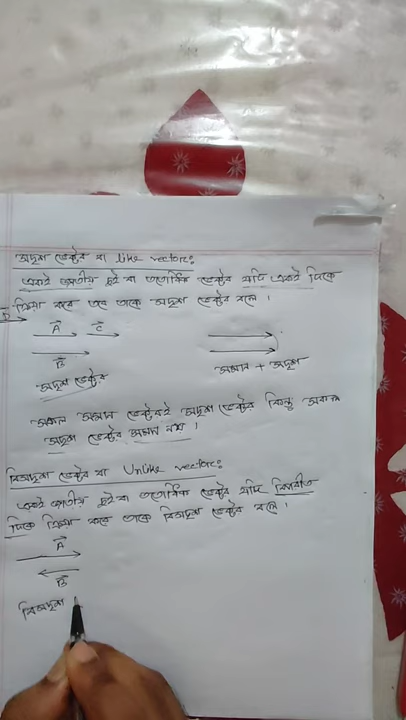 সদৃশ ভেক্টর বা like vector:
একই জাতীয় দুই বা ততোধিক ভেক্টর যদি একই দিকে
ক্রিয়া করে তবে তাকে সদৃশ ভেক্টর বলে ।
A C
B
সমান + সদৃশ
সদৃশ ভেক্টর
সকল সমান ভেক্টরই সদৃশ ভেক্টর কিন্তু সকল
সদৃশ ভেক্টর সমান নয় ।
বিসদৃশ ভেক্টর বা Unlike vector:
একই জাতীয় দুই বা ততোধিক ভেক্টর যদি বিপরীত
দিকে ক্রিয়া করে তাকে বিসদৃশ ভেক্টর বলে ।
A
B
বিসদৃশ